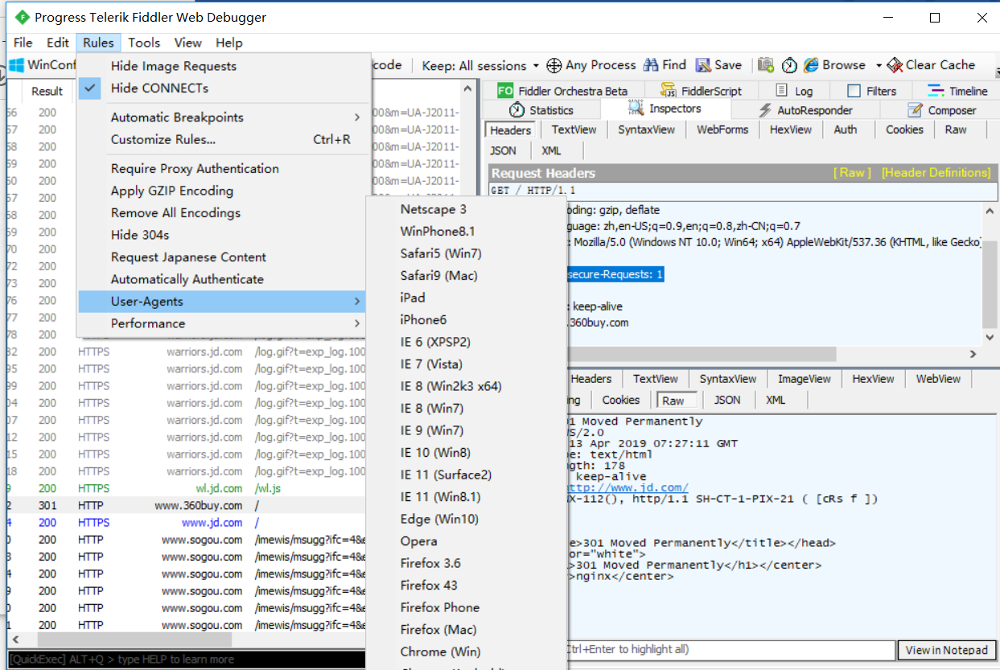 Progress Telerik Fiddler Web Debugger
File Edit Rules Tools View Help
WinConf
code Keep: All sessions Any Process Find Save Browse Clear Cache
Hide Image Requests
Hide CONNECTs
Automatic Breakpoints
Customize Rules... Ctrl+R
Require Proxy Authentication
Apply GZIP Encoding
Remove All Encodings
Hide 304s
Request Japanese Content
Automatically Authenticate
User-Agents
Performance
Netscape 3
WinPhone8.1
Safari5 (Win7)
Safari9 (Mac)
iPad
iPhone6
IE 6 (XPSP2)
IE 7 (Vista)
IE 8 (Win2k3 x64)
IE 8 (Win7)
IE 9 (Win7)
IE 10 (Win8)
IE 11 (Surface2)
IE 11 (Win8.1)
Edge (Win10)
Opera
Firefox 3.6
Firefox 43
Firefox Phone
Firefox (Mac)
Chrome (Win)
Result
56 200 00&m=UA-J2011-
57 200 00&m=UA-J2011-
58 200 00&m=UA-J2011-
59 200 00&m=UA-J2011-
60 200 00&m=UA-J2011-
67 200
68 200
69 200
70 200
72 200
73 200
76 200
77 200
78 200
82 200 HTTPS warriors.jd.com /log.gif?t=exp_log.100
95 200 HTTPS warriors.jd.com /log.gif?t=exp_log.100
99 200 HTTPS warriors.jd.com /log.gif?t=exp_log.100
04 200 HTTPS warriors.jd.com /log.gif?t=exp_log.100
07 200 HTTPS warriors.jd.com /log.gif?t=exp_log.100
12 200 HTTPS warriors.jd.com /log.gif?t=exp_log.100
15 200 HTTPS warriors.jd.com /log.gif?t=exp_log.100
18 200 HTTPS warriors.jd.com /log.gif?t=exp_log.100
9 200 HTTPS wl.jd.com /wl.js
2 301 HTTP www.360buy.com /
4 200 HTTPS www.jd.com /
0 200 HTTP www.sogou.com /imewis/msugg?ifc=4&e
3 200 HTTP www.sogou.com /imewis/msugg?ifc=4&e
4 200 HTTP www.sogou.com /imewis/msugg?ifc=4&e
9 200 HTTP www.sogou.com /imewis/msugg?ifc=4&e
0 200 HTTP www.sogou.com /imewis/msugg?ifc=4&e
1 200 HTTP www.sogou.com /imewis/msugg?ifc=4&e
[QuickExec] ALT+Q > type HELP to learn more
FO Fiddler Orchestra Beta FiddlerScript Log Filters Timeline
Statistics Inspectors AutoResponder Composer
Headers TextView SyntaxView WebForms HexView Auth Cookies Raw
JSON XML
Request Headers [ Raw ] [Header Definitions]
GET / HTTP/1.1
oding: gzip, deflate
guage: zh,en-US;q=0.9,en;q=0.8,zh-CN;q=0.7
: Mozilla/5.0 (Windows NT 10.0; Win64; x64) AppleWebKit/537.36 (KHTML, like Gecko)
secure-Requests: 1
: keep-alive
.360buy.com
Headers TextView SyntaxView ImageView HexView WebView
ng Cookies Raw JSON XML
01 Moved Permanently
WS/2.0
13 Apr 2019 07:27:11 GMT
pe: text/html
ngth: 178
keep-alive
http://www.jd.com/
NX-112(), http/1.1 SH-CT-1-PIX-21 ( [cRs f ])
e>301 Moved Permanently</title></head>
or="white">
>301 Moved Permanently</h1></center>
>nginx</center>
Ctrl+Enter to highlight all) View in Notepad